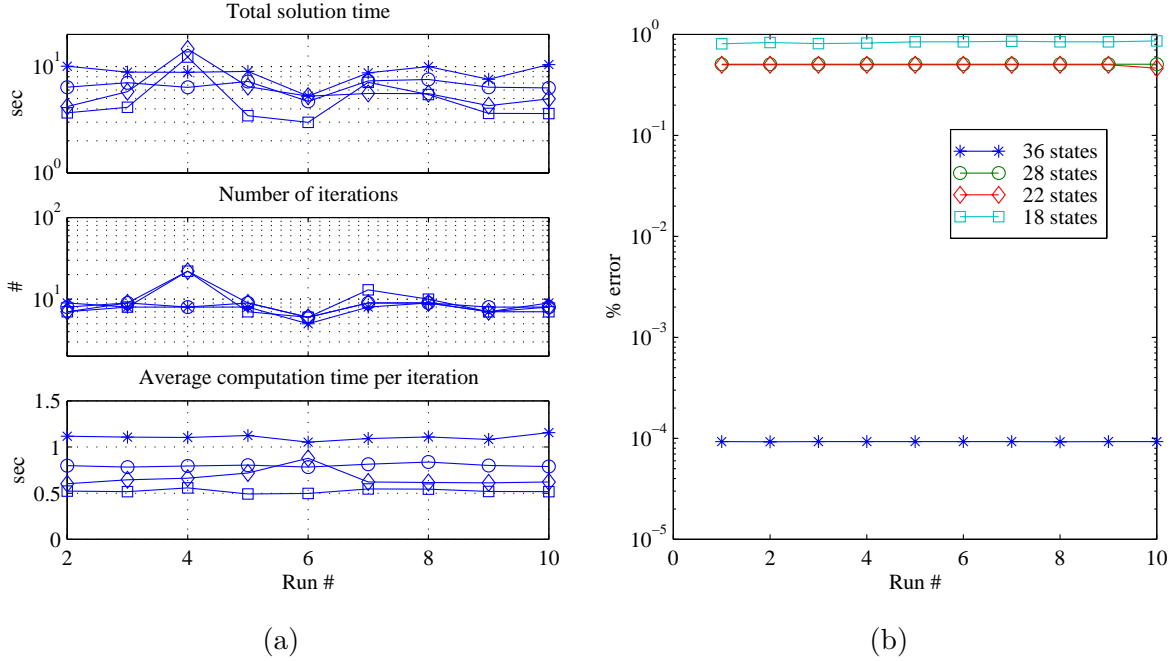 Total solution time
10^1
10^0
sec
Number of iterations
10^2
10^1
#
Average computation time per iteration
1.5
1
0.5
0
sec
2 4 6 8 10
Run #
(a)
10^0
10^-1
10^-2
10^-3
10^-4
10^-5
% error
36 states
28 states
22 states
18 states
0 2 4 6 8 10
Run #
(b)